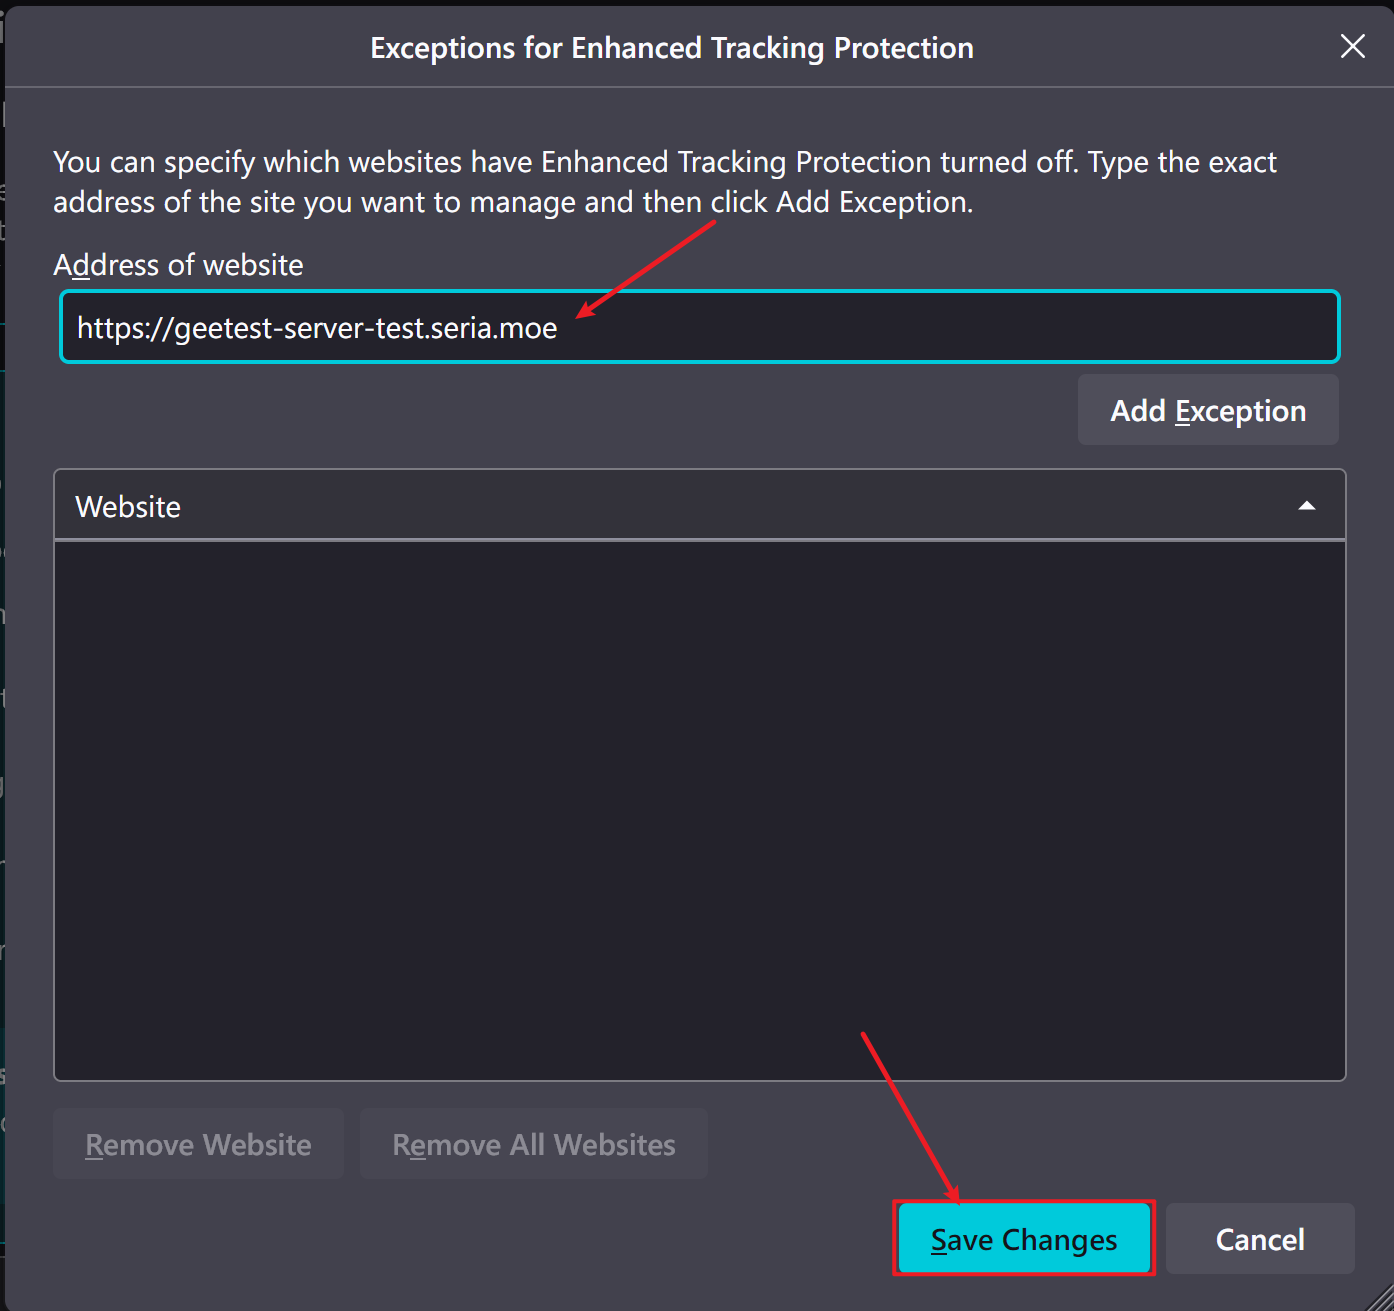 Exceptions for Enhanced Tracking Protection
You can specify which websites have Enhanced Tracking Protection turned off. Type the exact
address of the site you want to manage and then click Add Exception.
Address of website
https://geetest-server-test.seria.moe
Add Exception
Website
Remove Website
Remove All Websites
Save Changes
Cancel